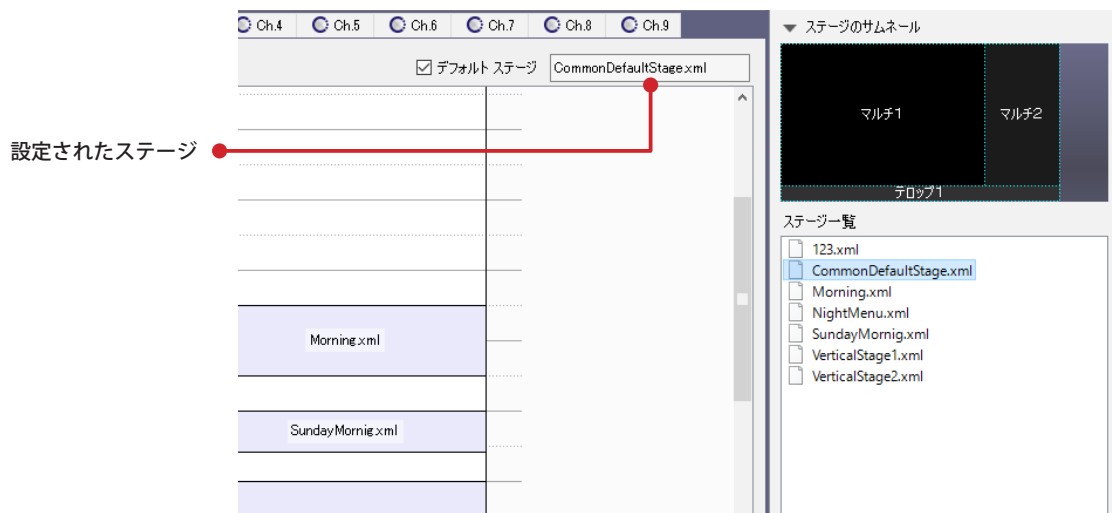 Ch.4 Ch.5 Ch.6 Ch.7 Ch.8 Ch.9
デフォルト ステージ CommonDefaultStage.xml
設定されたステージ
Morning.xml
SundayMornig.xml
ステージのサムネール
マルチ1 マルチ2
テロップ1
ステージ一覧
123.xml
CommonDefaultStage.xml
Morning.xml
NightMenu.xml
SundayMornig.xml
VerticalStage1.xml
VerticalStage2.xml